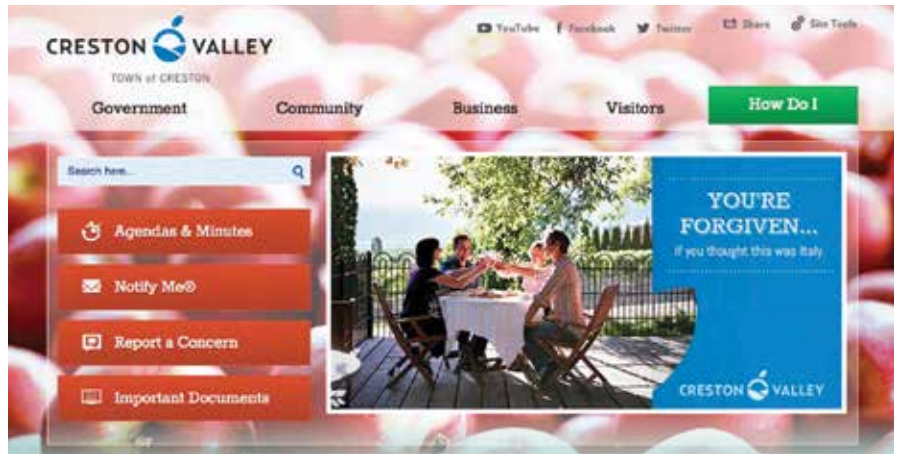 CRESTON VALLEY
TOWN of CRESTON
YouTube Facebook Twitter Share Site Tools
Government Community Business Visitors How Do I
Search here...
Agendas & Minutes
Notify Me®
Report a Concern
Important Documents
YOU'RE
FORGIVEN...
If you thought this was Italy
CRESTON VALLEY